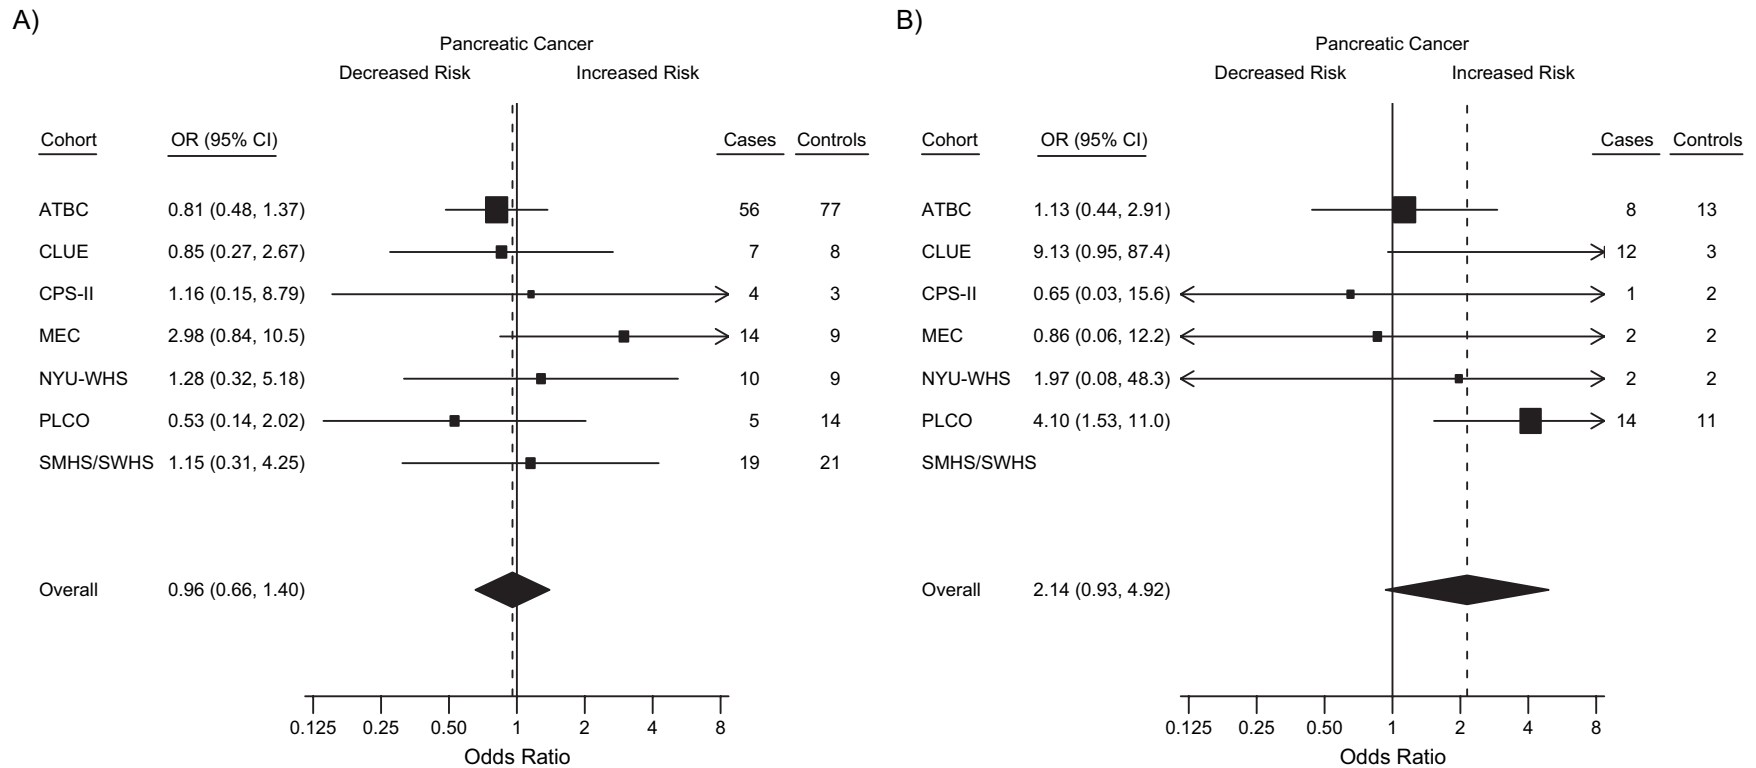 A)
Pancreatic Cancer
Decreased Risk Increased Risk
Cohort OR (95% CI) Cases Controls
ATBC 0.81 (0.48, 1.37) 56 77
CLUE 0.85 (0.27, 2.67) 7 8
CPS-II 1.16 (0.15, 8.79) 4 3
MEC 2.98 (0.84, 10.5) 14 9
NYU-WHS 1.28 (0.32, 5.18) 10 9
PLCO 0.53 (0.14, 2.02) 5 14
SMHS/SWHS 1.15 (0.31, 4.25) 19 21
Overall 0.96 (0.66, 1.40)
0.125 0.25 0.50 1 2 4 8
Odds Ratio
B)
Pancreatic Cancer
Decreased Risk Increased Risk
Cohort OR (95% CI) Cases Controls
ATBC 1.13 (0.44, 2.91) 8 13
CLUE 9.13 (0.95, 87.4) 12 3
CPS-II 0.65 (0.03, 15.6) 1 2
MEC 0.86 (0.06, 12.2) 2 2
NYU-WHS 1.97 (0.08, 48.3) 2 2
PLCO 4.10 (1.53, 11.0) 14 11
SMHS/SWHS
Overall 2.14 (0.93, 4.92)
0.125 0.25 0.50 1 2 4 8
Odds Ratio